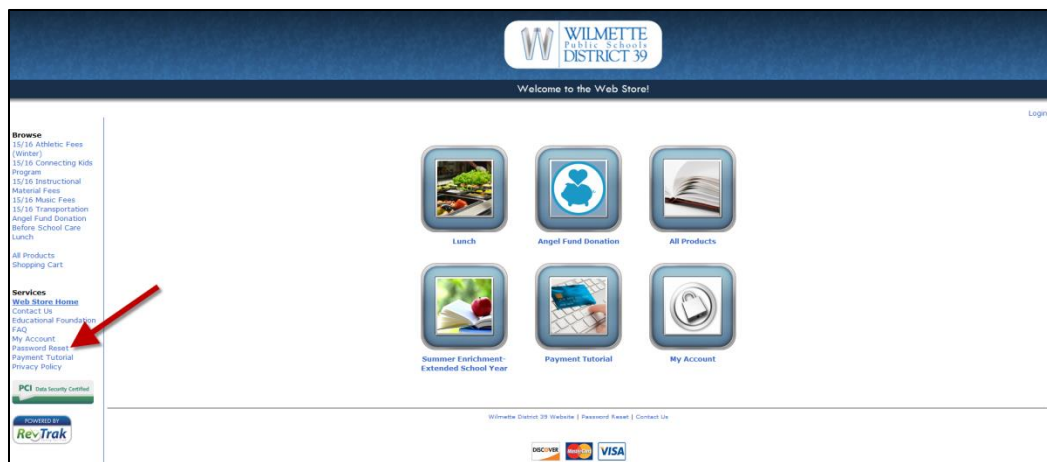 WILMETTE
Public Schools
DISTRICT 39
Welcome to the Web Store!
Login
Browse
15/16 Athletic Fees
(Winter)
15/16 Connecting Kids
Program
15/16 Instructional
Material Fees
15/16 Music Fees
15/16 Transportation
Angel Fund Donation
Before School Care
Lunch
All Products
Shopping Cart
Services
Web Store Home
Contact Us
Educational Foundation
FAQ
My Account
Password Reset
Payment Tutorial
Privacy Policy
PCI Data Security Certified
POWERED BY
RevTrak
Lunch
Angel Fund Donation
All Products
Summer Enrichment-
Extended School Year
Payment Tutorial
My Account
Wilmette District 39 Website | Password Reset | Contact Us
DISCOVER
MasterCard
VISA